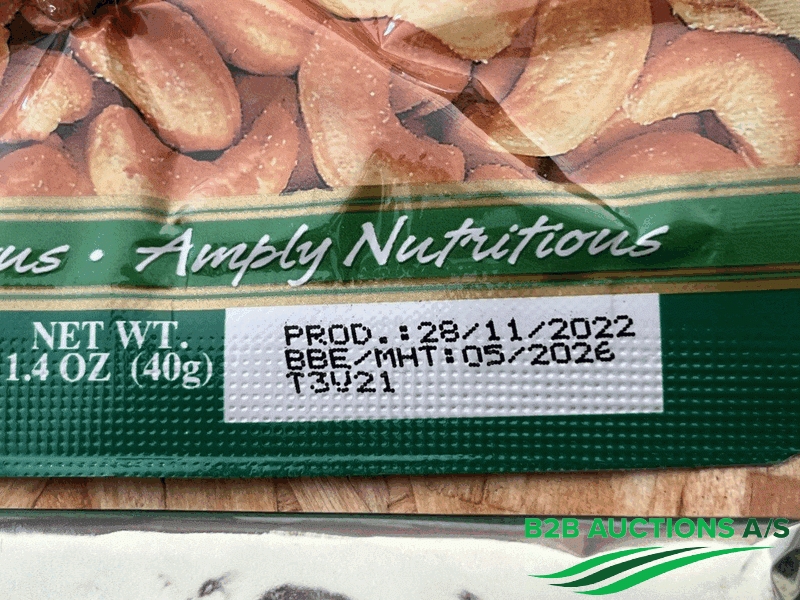 us • Amply Nutritious
NET WT.
1.4 OZ (40g)
PROD.:28/11/2022
BBE/MHT:05/2026
T3V21
B2B AUCTIONS A/S